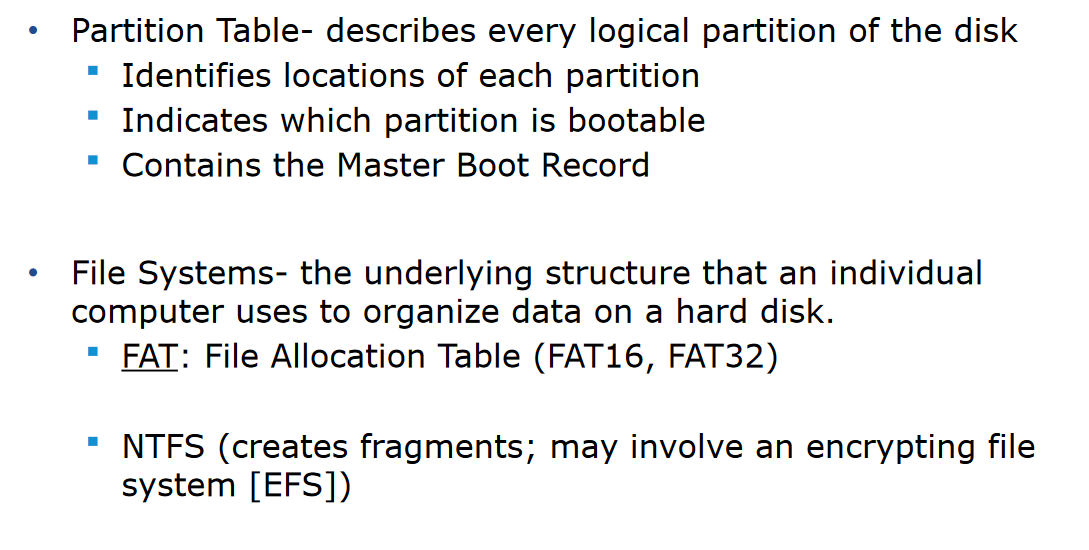 • Partition Table- describes every logical partition of the disk
▪ Identifies locations of each partition
▪ Indicates which partition is bootable
▪ Contains the Master Boot Record
• File Systems- the underlying structure that an individual
computer uses to organize data on a hard disk.
▪ FAT: File Allocation Table (FAT16, FAT32)
▪ NTFS (creates fragments; may involve an encrypting file
system [EFS])